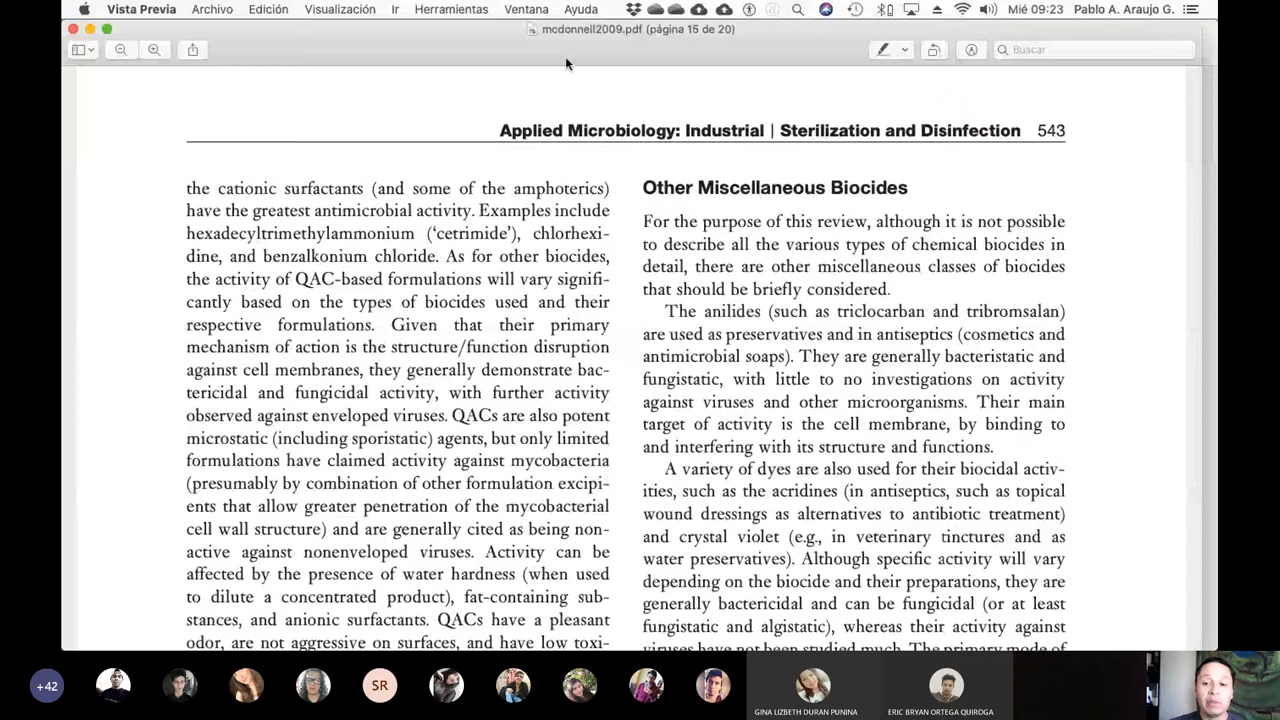 Vista Previa Archivo Edición Visualización Ir Herramientas Ventana Ayuda Mié 09:23 Pablo A. Araujo G.
mcdonnell2009.pdf (página 15 de 20)
Buscar
Applied Microbiology: Industrial | Sterilization and Disinfection 543
the cationic surfactants (and some of the amphoterics)
have the greatest antimicrobial activity. Examples include
hexadecyltrimethylammonium (‘cetrimide’), chlorhexi-
dine, and benzalkonium chloride. As for other biocides,
the activity of QAC-based formulations will vary signifi-
cantly based on the types of biocides used and their
respective formulations. Given that their primary
mechanism of action is the structure/function disruption
against cell membranes, they generally demonstrate bac-
tericidal and fungicidal activity, with further activity
observed against enveloped viruses. QACs are also potent
microstatic (including sporistatic) agents, but only limited
formulations have claimed activity against mycobacteria
(presumably by combination of other formulation excipi-
ents that allow greater penetration of the mycobacterial
cell wall structure) and are generally cited as being non-
active against nonenveloped viruses. Activity can be
affected by the presence of water hardness (when used
to dilute a concentrated product), fat-containing sub-
stances, and anionic surfactants. QACs have a pleasant
odor, are not aggressive on surfaces, and have low toxi-
Other Miscellaneous Biocides
For the purpose of this review, although it is not possible
to describe all the various types of chemical biocides in
detail, there are other miscellaneous classes of biocides
that should be briefly considered.
The anilides (such as triclocarban and tribromsalan)
are used as preservatives and in antiseptics (cosmetics and
antimicrobial soaps). They are generally bacteristatic and
fungistatic, with little to no investigations on activity
against viruses and other microorganisms. Their main
target of activity is the cell membrane, by binding to
and interfering with its structure and functions.
A variety of dyes are also used for their biocidal activ-
ities, such as the acridines (in antiseptics, such as topical
wound dressings as alternatives to antibiotic treatment)
and crystal violet (e.g., in veterinary tinctures and as
water preservatives). Although specific activity will vary
depending on the biocide and their preparations, they are
generally bactericidal and can be fungicidal (or at least
fungistatic and algistatic), whereas their activity against
viruses have not been studied much. The primary mode of
+42
SR
GINA LIZBETH DURAN PUNINA
ERIC BRYAN ORTEGA QUIROGA